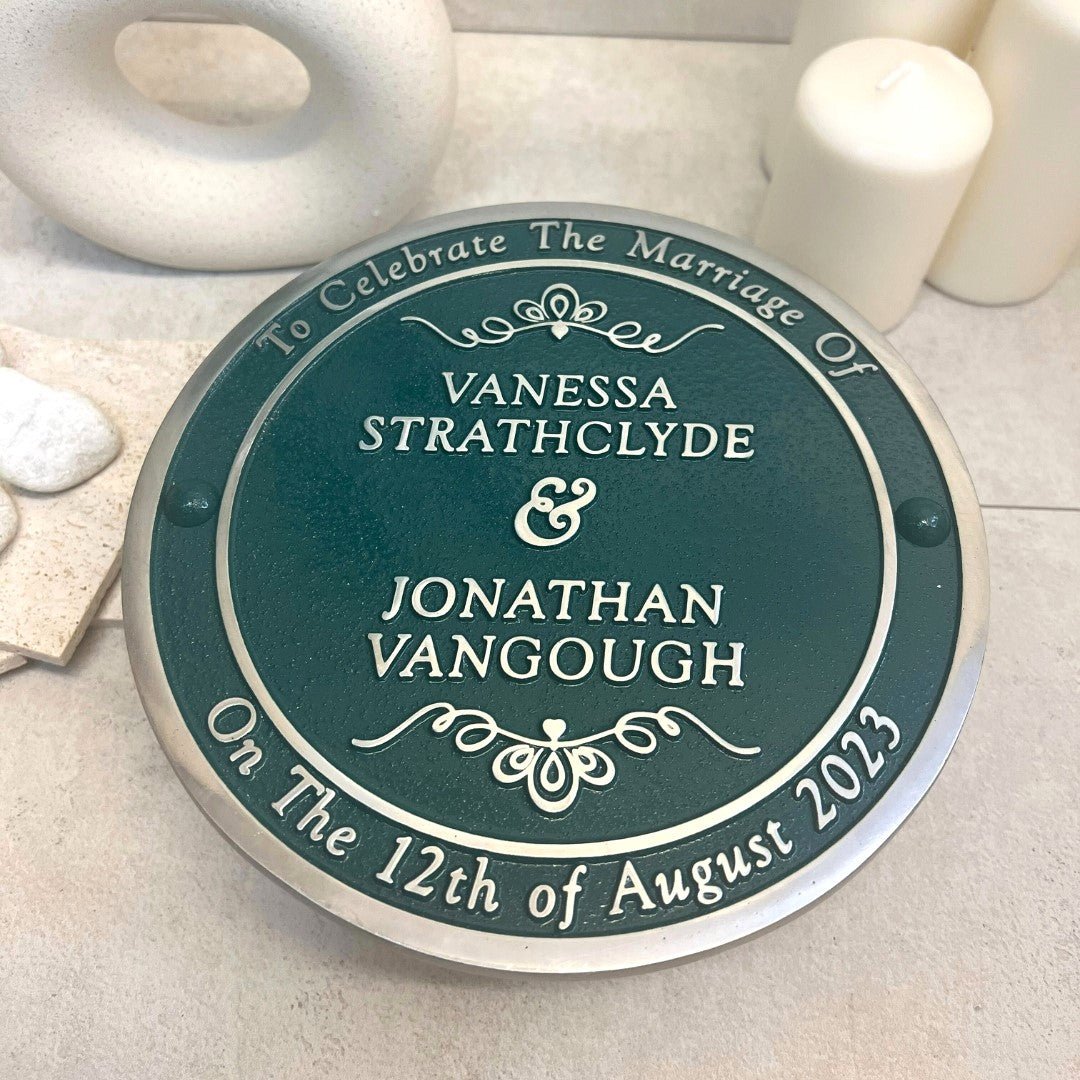 To Celebrate The Marriage Of
VANESSA
STRATHCLYDE
&
JONATHAN
VANGOUGH
On The 12th of August 2023